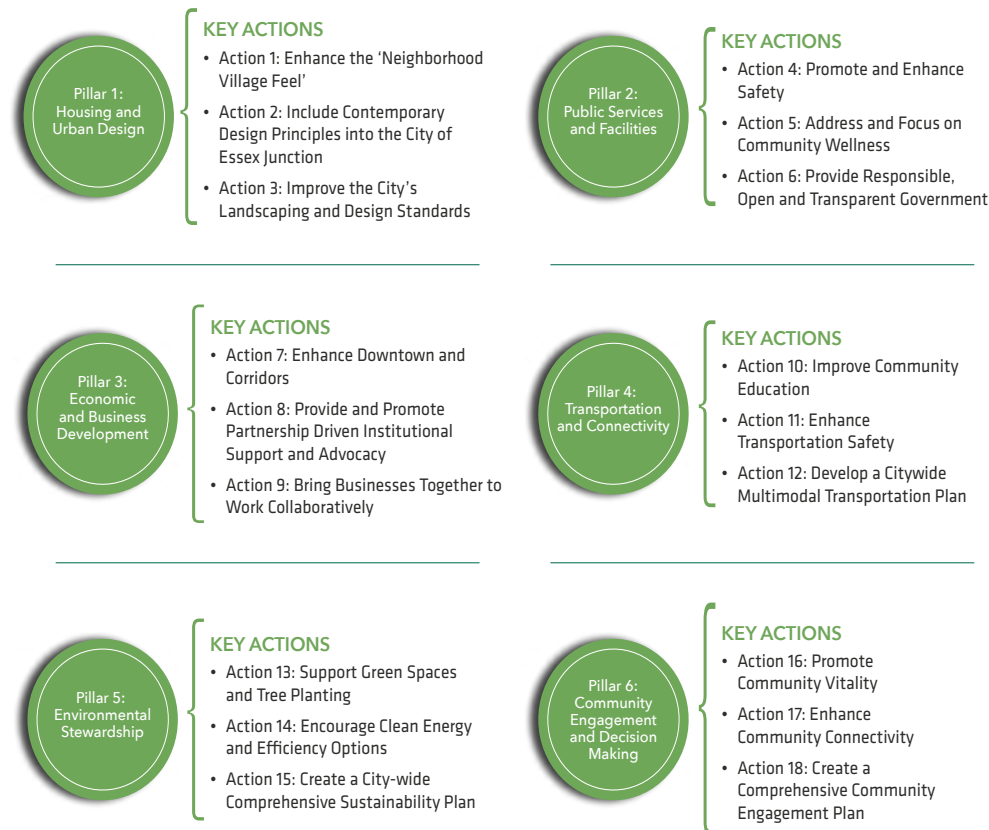 Pillar 1:
Housing and
Urban Design
KEY ACTIONS
• Action 1: Enhance the ‘Neighborhood
Village Feel’
• Action 2: Include Contemporary
Design Principles into the City of
Essex Junction
• Action 3: Improve the City’s
Landscaping and Design Standards
Pillar 2:
Public Services
and Facilities
KEY ACTIONS
• Action 4: Promote and Enhance
Safety
• Action 5: Address and Focus on
Community Wellness
• Action 6: Provide Responsible,
Open and Transparent Government
Pillar 3:
Economic
and Business
Development
KEY ACTIONS
• Action 7: Enhance Downtown and
Corridors
• Action 8: Provide and Promote
Partnership Driven Institutional
Support and Advocacy
• Action 9: Bring Businesses Together to
Work Collaboratively
Pillar 4:
Transportation
and Connectivity
KEY ACTIONS
• Action 10: Improve Community
Education
• Action 11: Enhance
Transportation Safety
• Action 12: Develop a Citywide
Multimodal Transportation Plan
Pillar 5:
Environmental
Stewardship
KEY ACTIONS
• Action 13: Support Green Spaces
and Tree Planting
• Action 14: Encourage Clean Energy
and Efficiency Options
• Action 15: Create a City-wide
Comprehensive Sustainability Plan
Pillar 6:
Community
Engagement
and Decision
Making
KEY ACTIONS
• Action 16: Promote
Community Vitality
• Action 17: Enhance
Community Connectivity
• Action 18: Create a
Comprehensive Community
Engagement Plan